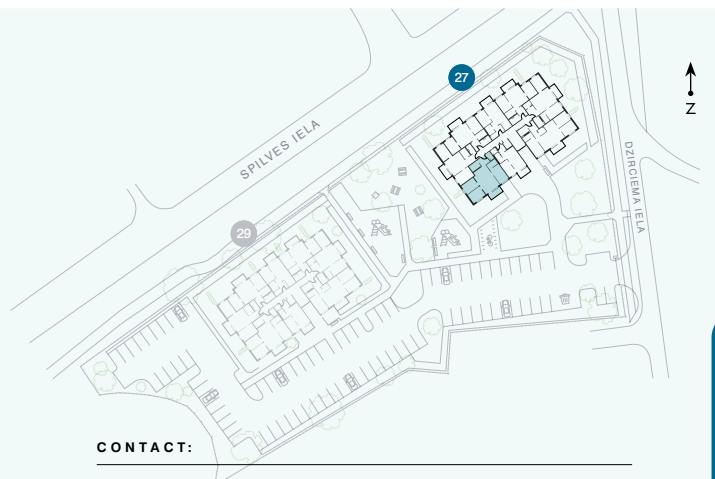 27
Z
SPILVES IELA
DZIRCIEMA IELA
29
CONTACT: